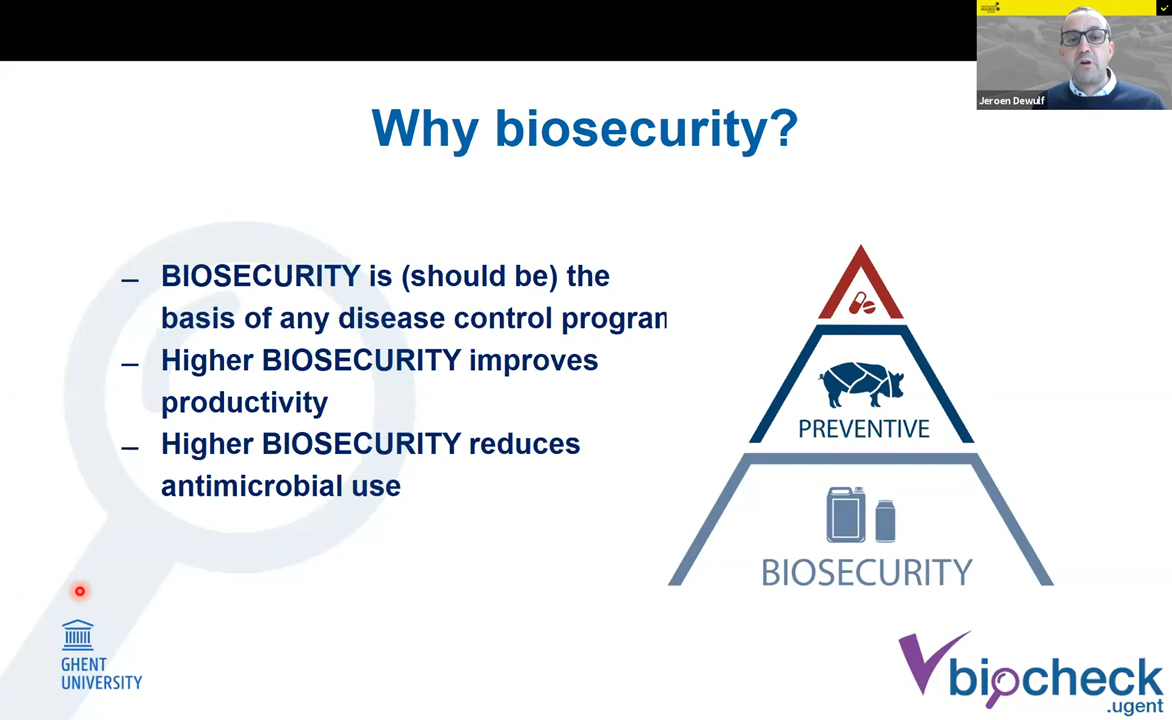 Jeroen Dewulf
Why biosecurity?
– BIOSECURITY is (should be) the
basis of any disease control progran
– Higher BIOSECURITY improves
productivity
– Higher BIOSECURITY reduces
antimicrobial use
PREVENTIVE
BIOSECURITY
GHENT
UNIVERSITY
biocheck
.ugent